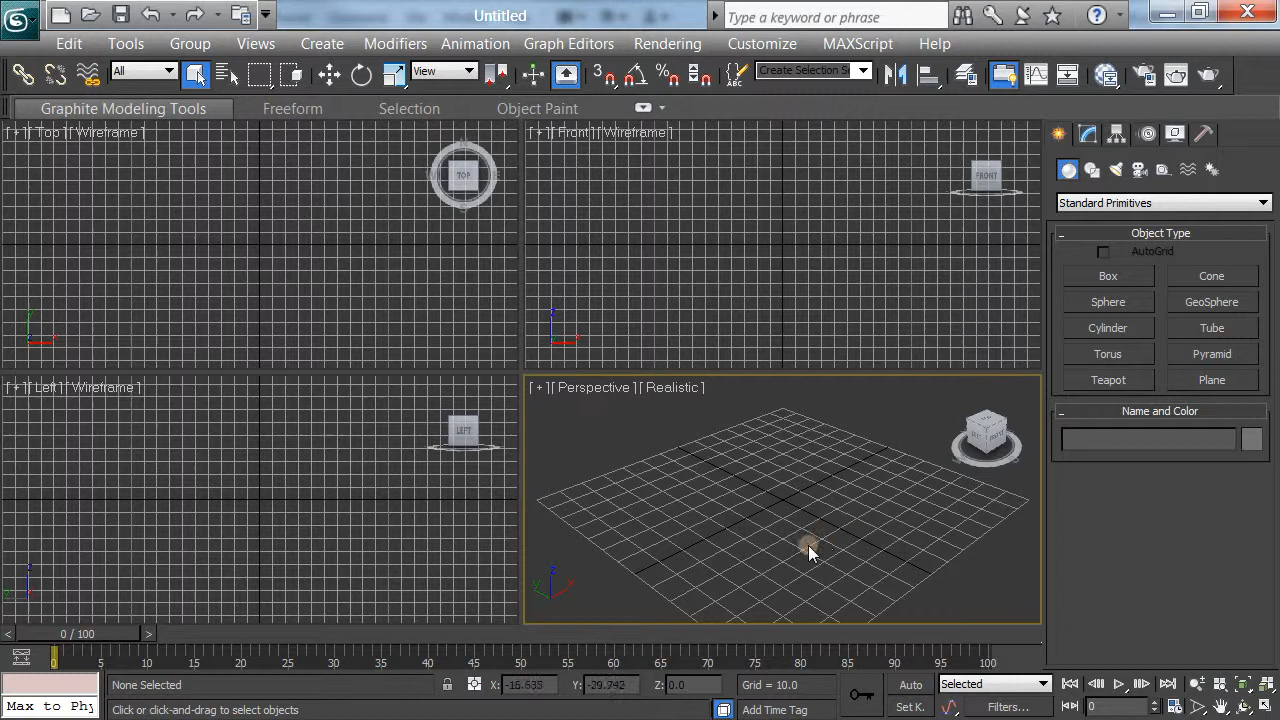 Untitled
Type a keyword or phrase
Edit Tools Group Views Create Modifiers Animation Graph Editors Rendering Customize MAXScript Help
All View 3 % ABC Create Selection S
Graphite Modeling Tools Freeform Selection Object Paint
[ + ][ Top ][ Wireframe ] [ + ][ Front ][ Wireframe ]
TOP FRONT
Standard Primitives
- Object Type
AutoGrid
Box Cone
Sphere GeoSphere
Cylinder Tube
Torus Pyramid
Teapot Plane
y x z x
[ + ][ Left ][ Wireframe ] [ + ][ Perspective ][ Realistic ]
- Name and Color
LEFT
z y z y x
< 0 / 100 >
0 5 10 15 20 25 30 35 40 45 50 55 60 65 70 75 80 85 90 95 100
None Selected X: -16.635 Y: -29.742 Z: 0.0 Grid = 10.0 Auto Selected
Max to Phy Click or click-and-drag to select objects Add Time Tag Set K. Filters... 0